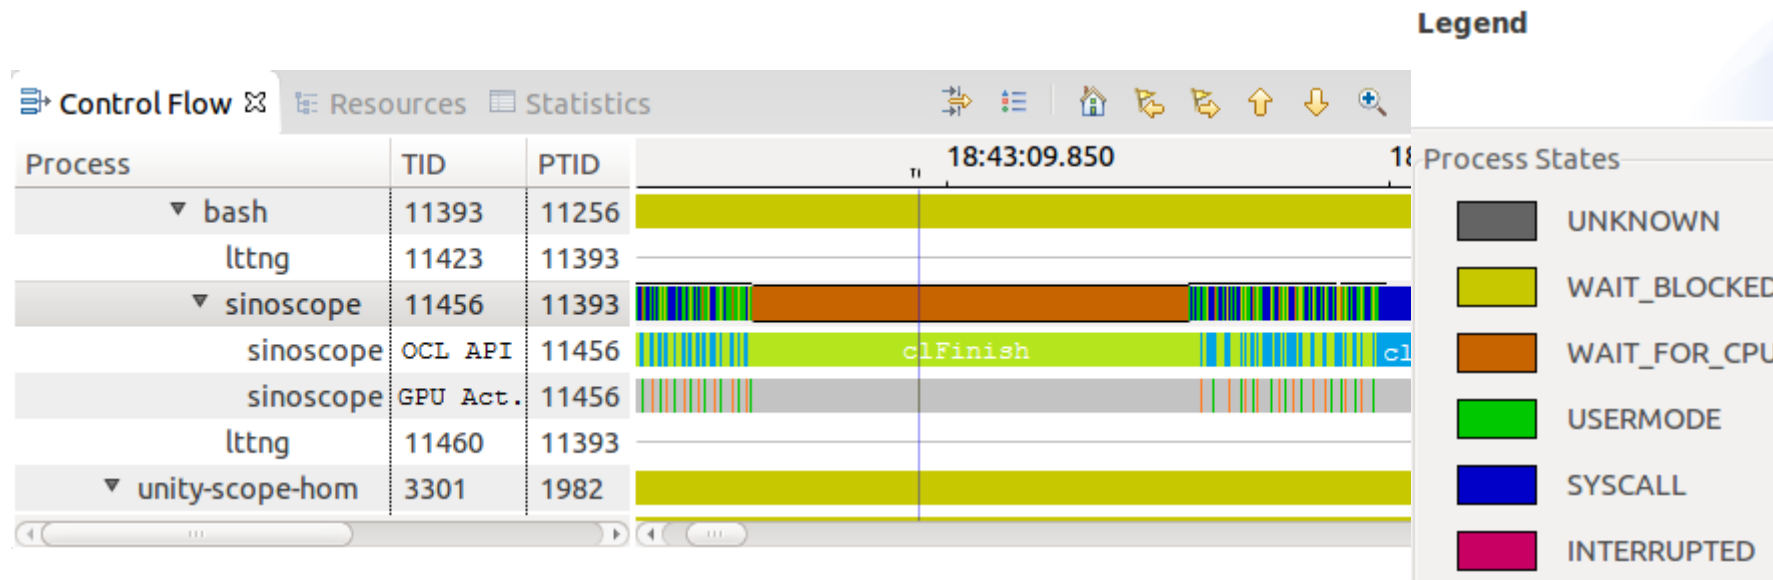 Legend
Control Flow Resources Statistics
Process TID PTID 18:43:09.850 18
Process States
bash 11393 11256
UNKNOWN
lttng 11423 11393
WAIT_BLOCKED
sinoscope 11456 11393
sinoscope OCL API 11456 clFinish cl
WAIT_FOR_CPU
sinoscope GPU Act. 11456
USERMODE
lttng 11460 11393
unity-scope-hom 3301 1982
SYSCALL
INTERRUPTED